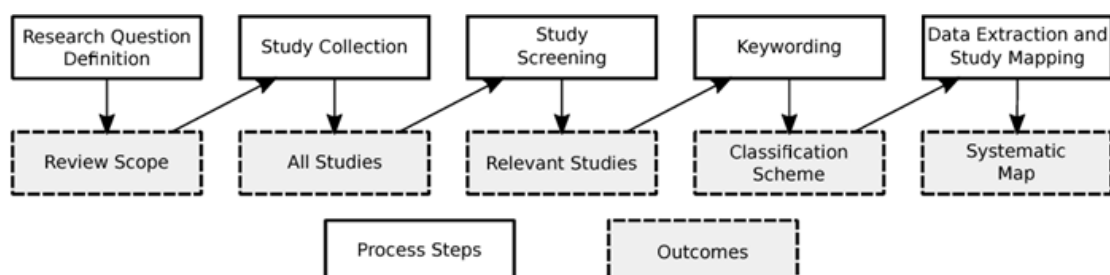 Research Question
Definition
Study Collection
Study
Screening
Keywording
Data Extraction and
Study Mapping
Review Scope
All Studies
Relevant Studies
Classification
Scheme
Systematic
Map
Process Steps
Outcomes